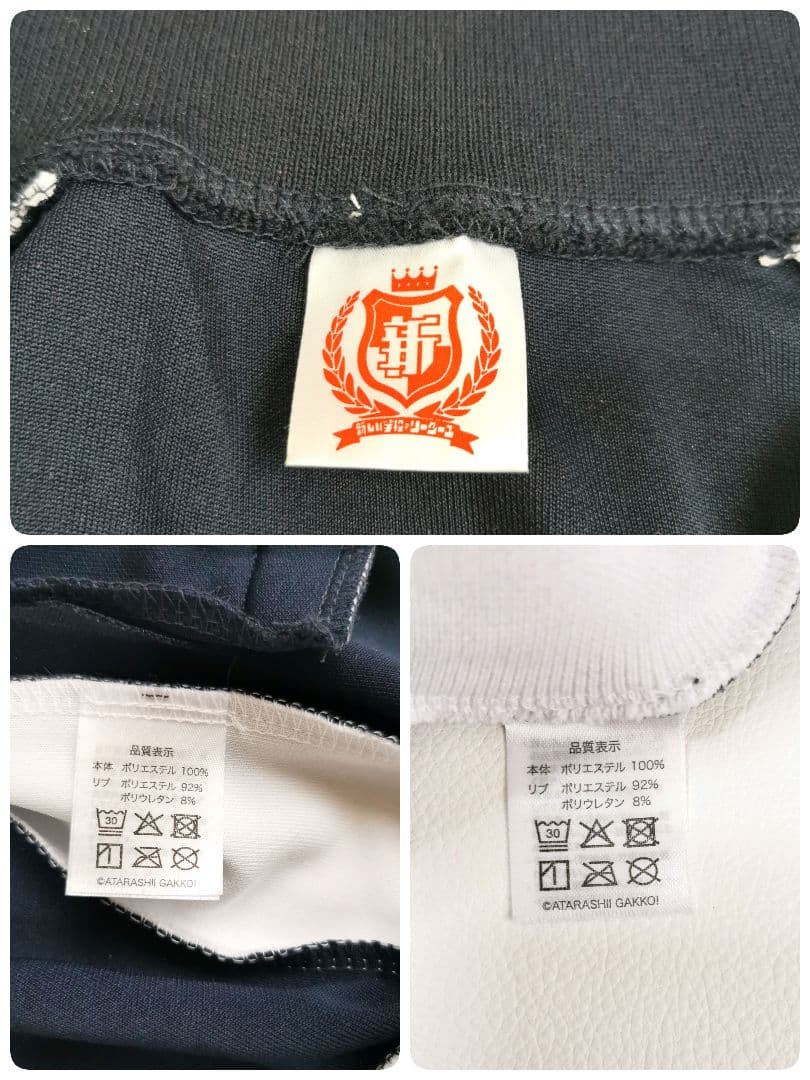 新
新しい学校のリーダーズ
品質表示
本体 ポリエステル 100%
リブ ポリエステル 92%
ポリウレタン 8%
30
©ATARASHII GAKKO!
品質表示
本体 ポリエステル 100%
リブ ポリエステル 92%
ポリウレタン 8%
30
©ATARASHII GAKKO!